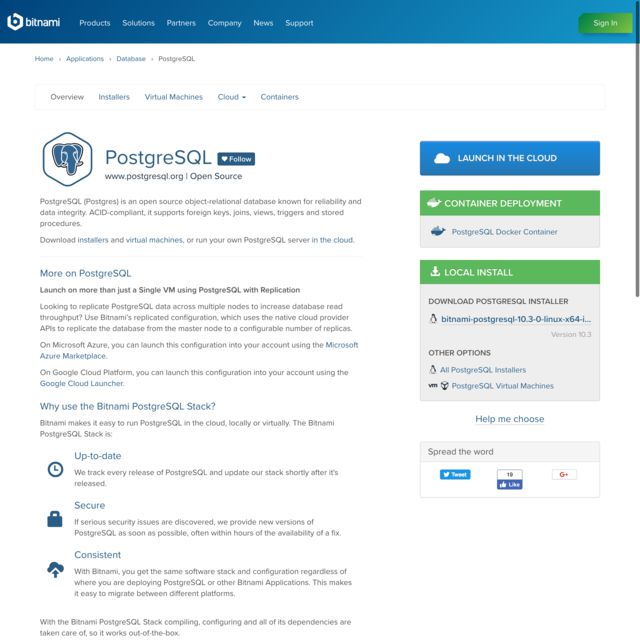 bitnami Products Solutions Partners Company News Support Sign In
Home › Applications › Database › PostgreSQL
Overview Installers Virtual Machines Cloud Containers
PostgreSQL Follow
www.postgresql.org | Open Source
PostgreSQL (Postgres) is an open source object-relational database known for reliability and
data integrity. ACID-compliant, it supports foreign keys, joins, views, triggers and stored
procedures.
Download installers and virtual machines, or run your own PostgreSQL server in the cloud.
More on PostgreSQL
Launch on more than just a Single VM using PostgreSQL with Replication
Looking to replicate PostgreSQL data across multiple nodes to increase database read
throughput? Use Bitnami's replicated configuration, which uses the native cloud provider
APIs to replicate the database from the master node to a configurable number of replicas.
On Microsoft Azure, you can launch this configuration into your account using the Microsoft
Azure Marketplace.
On Google Cloud Platform, you can launch this configuration into your account using the
Google Cloud Launcher.
Why use the Bitnami PostgreSQL Stack?
Bitnami makes it easy to run PostgreSQL in the cloud, locally or virtually. The Bitnami
PostgreSQL Stack is:
Up-to-date
We track every release of PostgreSQL and update our stack shortly after it's
released.
Secure
If serious security issues are discovered, we provide new versions of
PostgreSQL as soon as possible, often within hours of the availability of a fix.
Consistent
With Bitnami, you get the same software stack and configuration regardless of
where you are deploying PostgreSQL or other Bitnami Applications. This makes
it easy to migrate between different platforms.
With the Bitnami PostgreSQL Stack compiling, configuring and all of its dependencies are
taken care of, so it works out-of-the-box.
LAUNCH IN THE CLOUD
CONTAINER DEPLOYMENT
PostgreSQL Docker Container
LOCAL INSTALL
DOWNLOAD POSTGRESQL INSTALLER
bitnami-postgresql-10.3-0-linux-x64-i...
Version 10.3
OTHER OPTIONS
All PostgreSQL Installers
vm PostgreSQL Virtual Machines
Help me choose
Spread the word
Tweet 19 Like G+